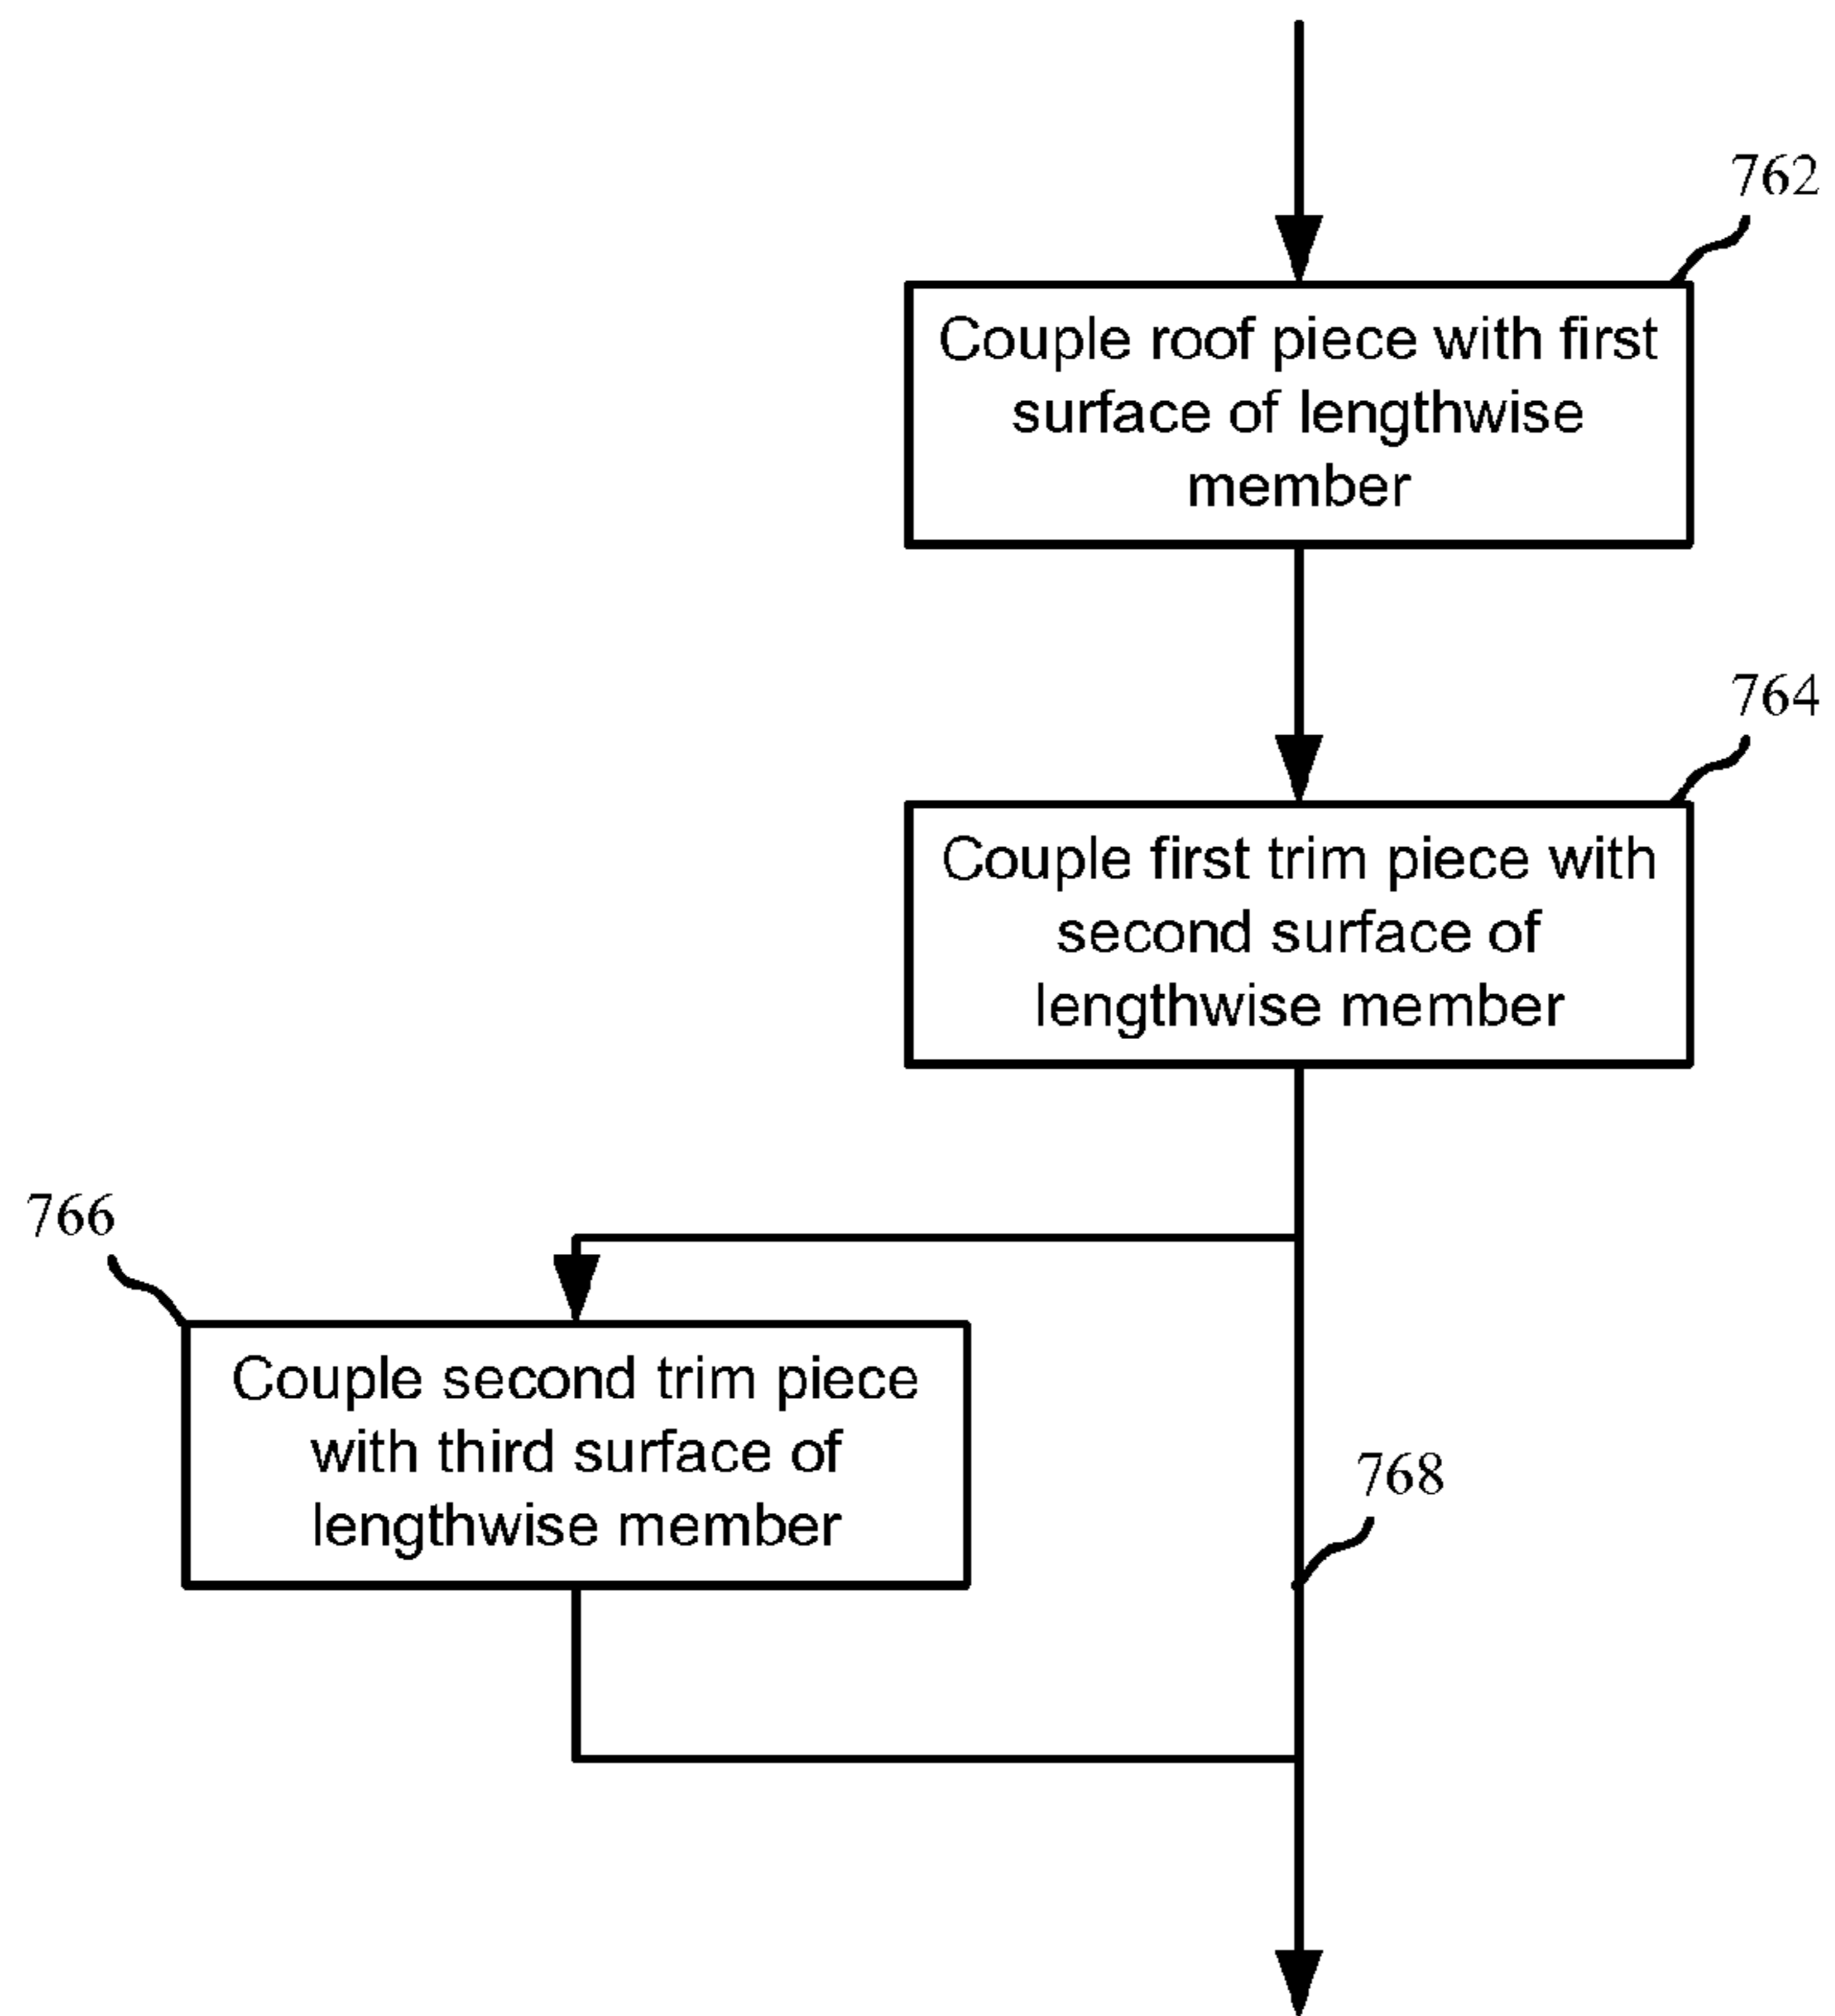 762
Couple roof piece with first
surface of lengthwise
member
764
Couple first trim piece with
second surface of
lengthwise member
766
Couple second trim piece
with third surface of
lengthwise member
768